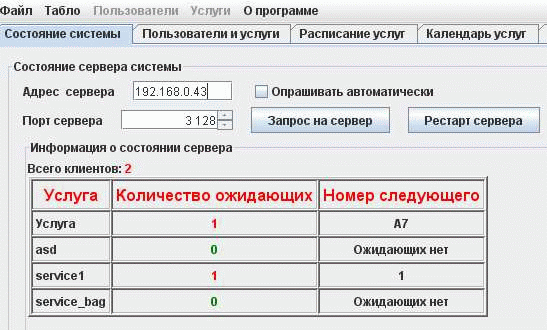 Файл Табло Пользователи Услуги О программе
Состояние системы Пользователи и услуги Расписание услуг Календарь услуг
Состояние сервера системы
Адрес сервера 192.168.0.43 Опрашивать автоматически
Порт сервера 3 128 Запрос на сервер Рестарт сервера
Информация о состоянии сервера
Всего клиентов: 2
Услуга Количество ожидающих Номер следующего
Услуга 1 А7
asd 0 Ожидающих нет
service1 1 1
service_bag 0 Ожидающих нет